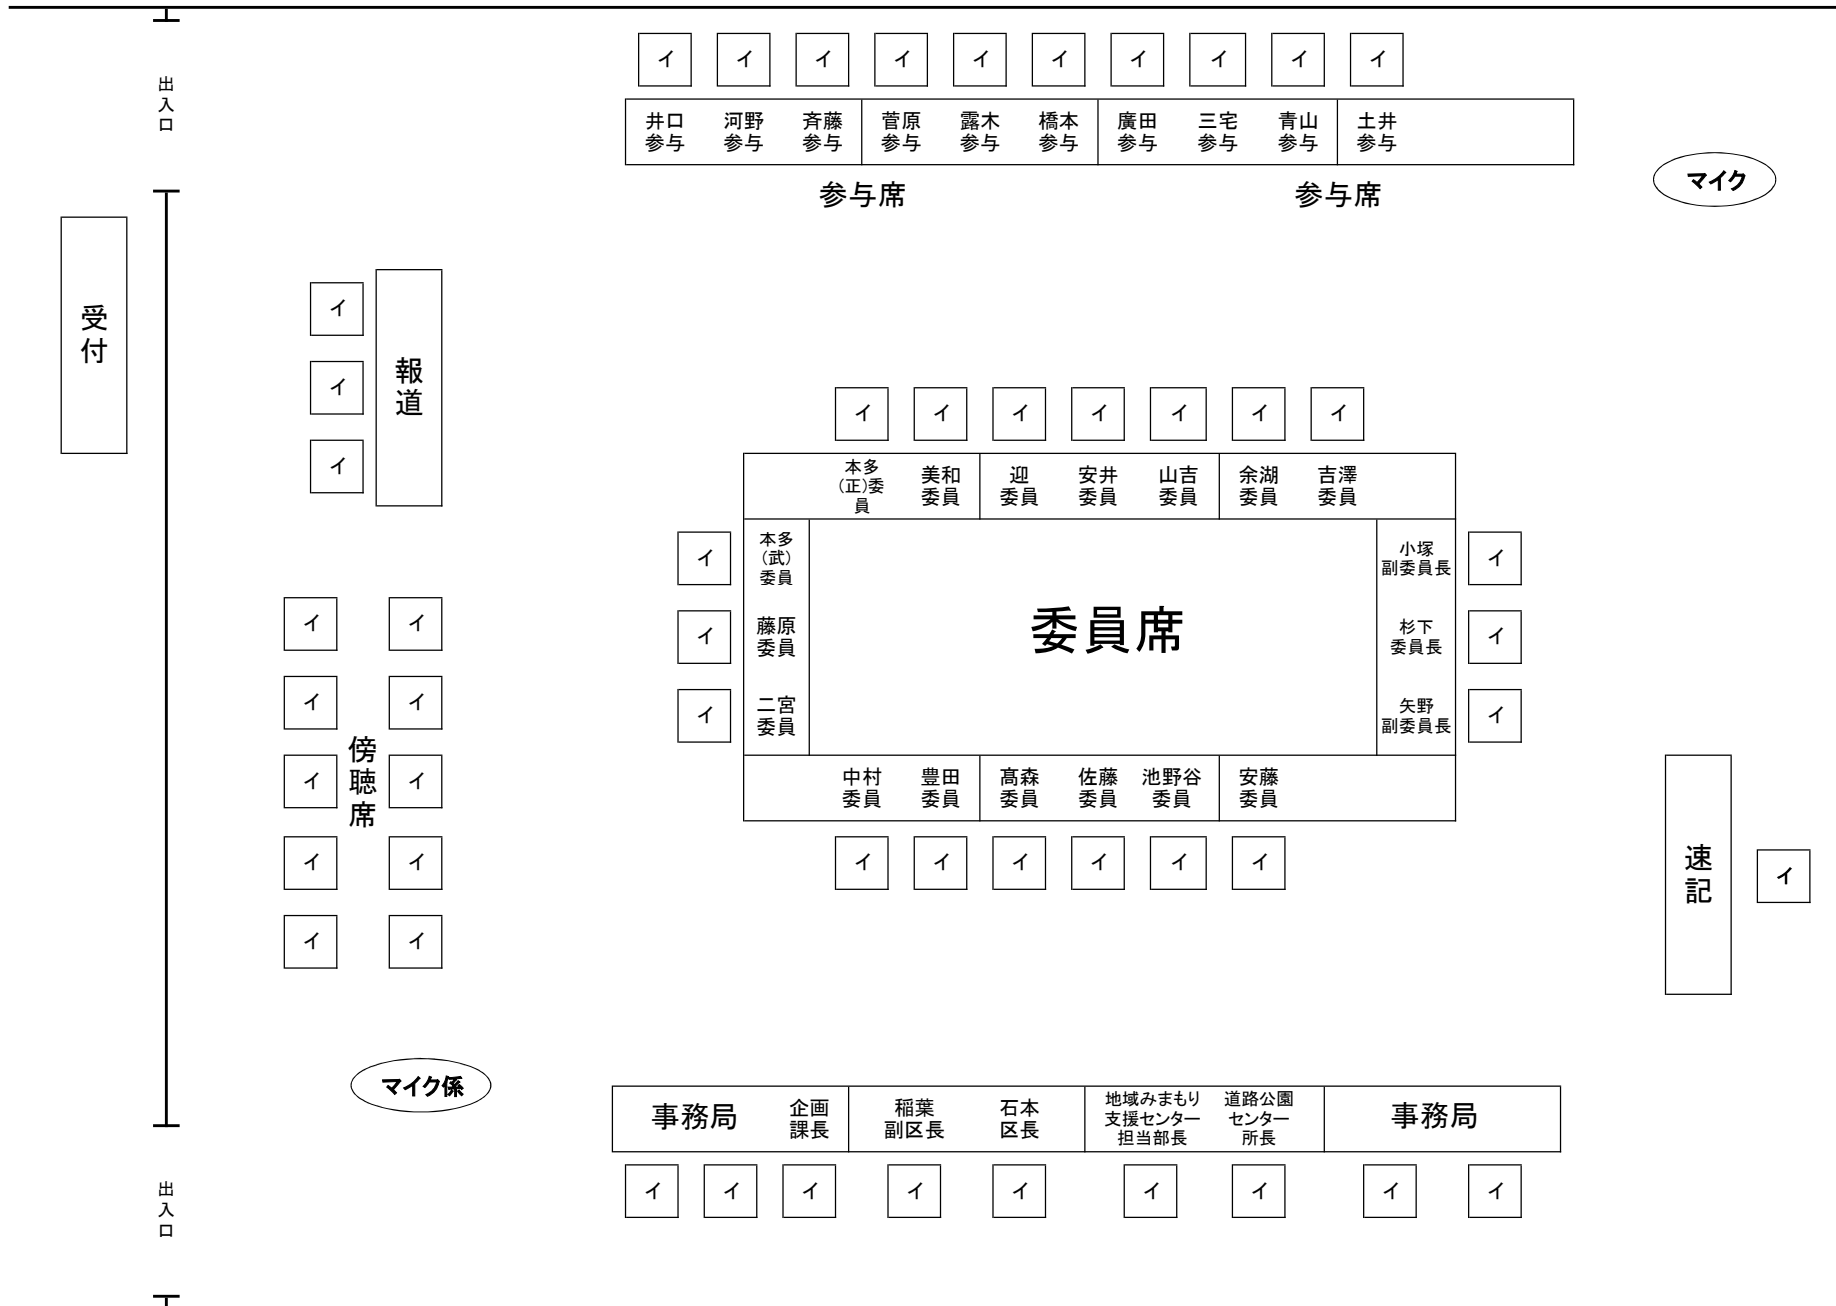 イ イ イ イ イ イ イ イ イ イ
出入口
井口 河野 斉藤 菅原 露木 橋本 廣田 三宅 青山 土井
参与 参与 参与 参与 参与 参与 参与 参与 参与 参与
参与席 参与席
マイク
受付
イ
イ
イ
報道
イ イ イ イ イ イ イ
本多
(正)委
員
美和
委員
迎
委員
安井
委員
山吉
委員
余湖
委員
吉澤
委員
イ
本多
(武)
委員
イ
藤原
委員
イ
二宮
委員
委員席
小塚
副委員長
イ
杉下
委員長
イ
矢野
副委員長
イ
中村 豊田 髙森 佐藤 池野谷 安藤
委員 委員 委員 委員 委員 委員
イ イ イ イ イ イ
イ イ
イ イ
イ イ
イ イ
イ イ
傍聴席
速記
イ
マイク係
事務局
企画
課長
稲葉
副区長
石本
区長
地域みまもり
支援センター
担当部長
道路公園
センター
所長
事務局
イ イ イ イ イ イ イ イ イ
出入口